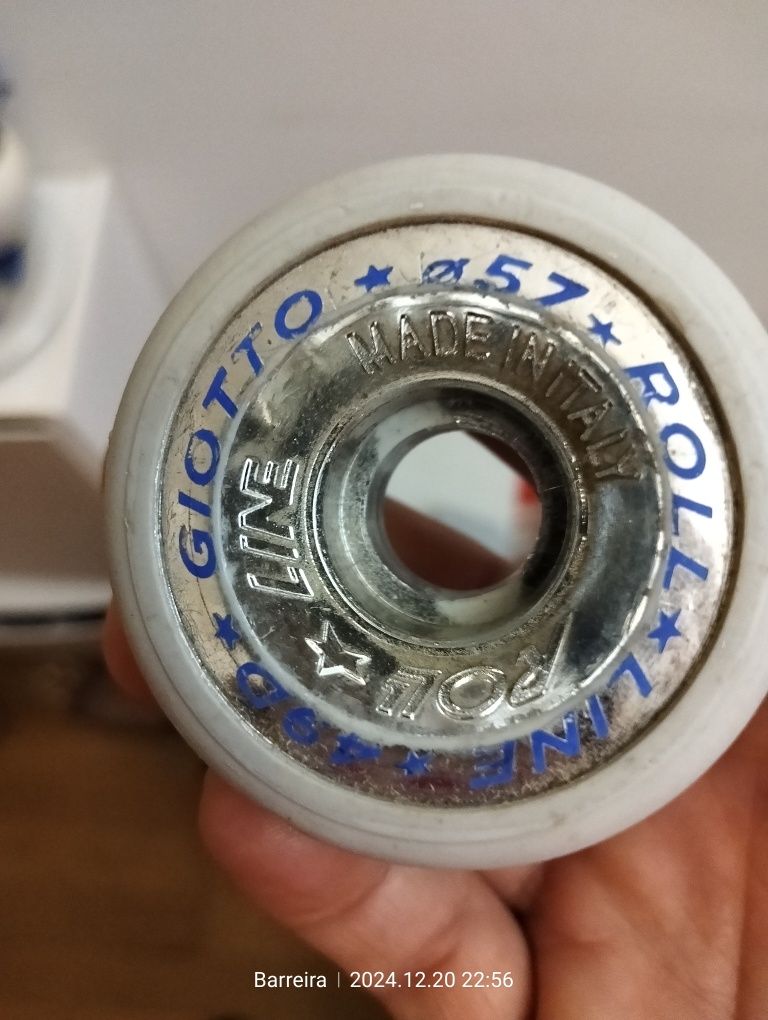 GIOTTO ★ ø57 ★ ROLL ★ LINE ★ 49D ★
MADE IN ITALY
ROLL ☆ LINE
Barreira | 2024.12.20 22:56